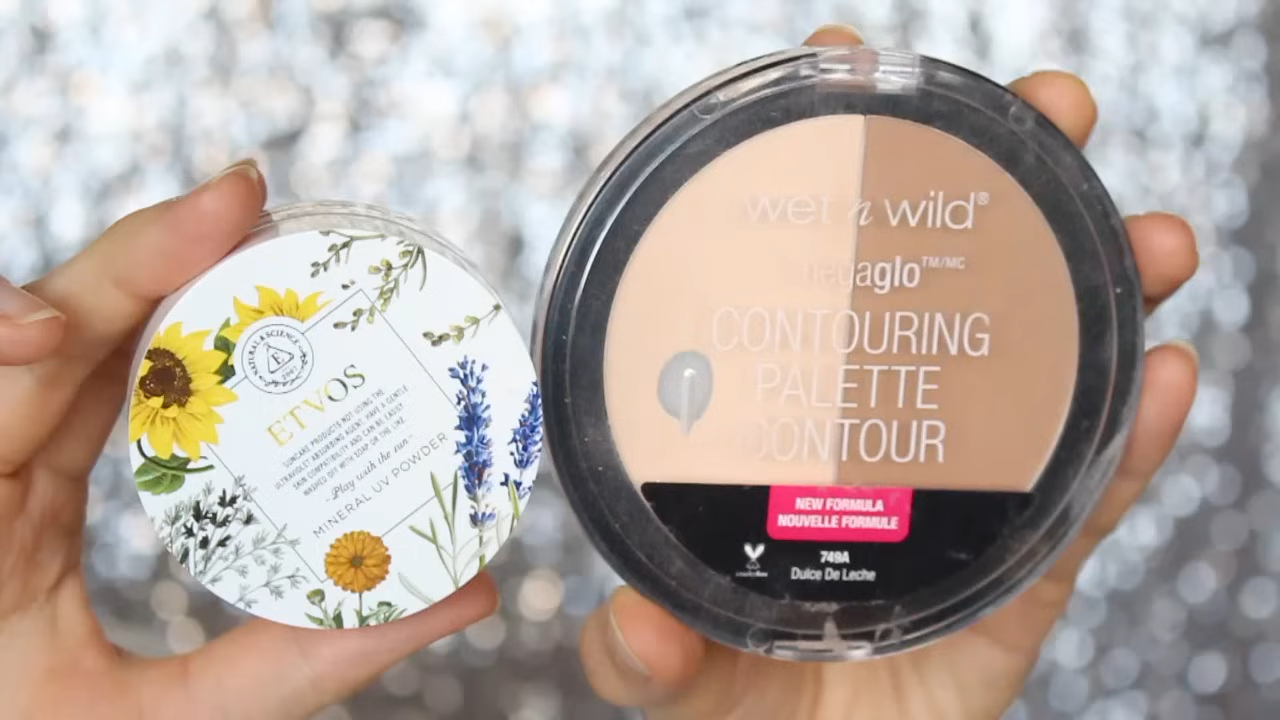 NATURAL & SCIENCE
E
2007
ETVOS
SUNCARE PRODUCTS NOT USING THE
ULTRAVIOLET ABSORBING AGENT, HAVE A GENTLE
SKIN COMPATIBILITY AND CAN BE EASILY
WASHED OFF WITH SOAP OR THE LIKE.
-Play with the sun-
MINERAL UV POWDER
wet n wild®
megaglo™/MC
CONTOURING
PALETTE
CONTOUR
NEW FORMULA
NOUVELLE FORMULE
749A
Dulce De Leche